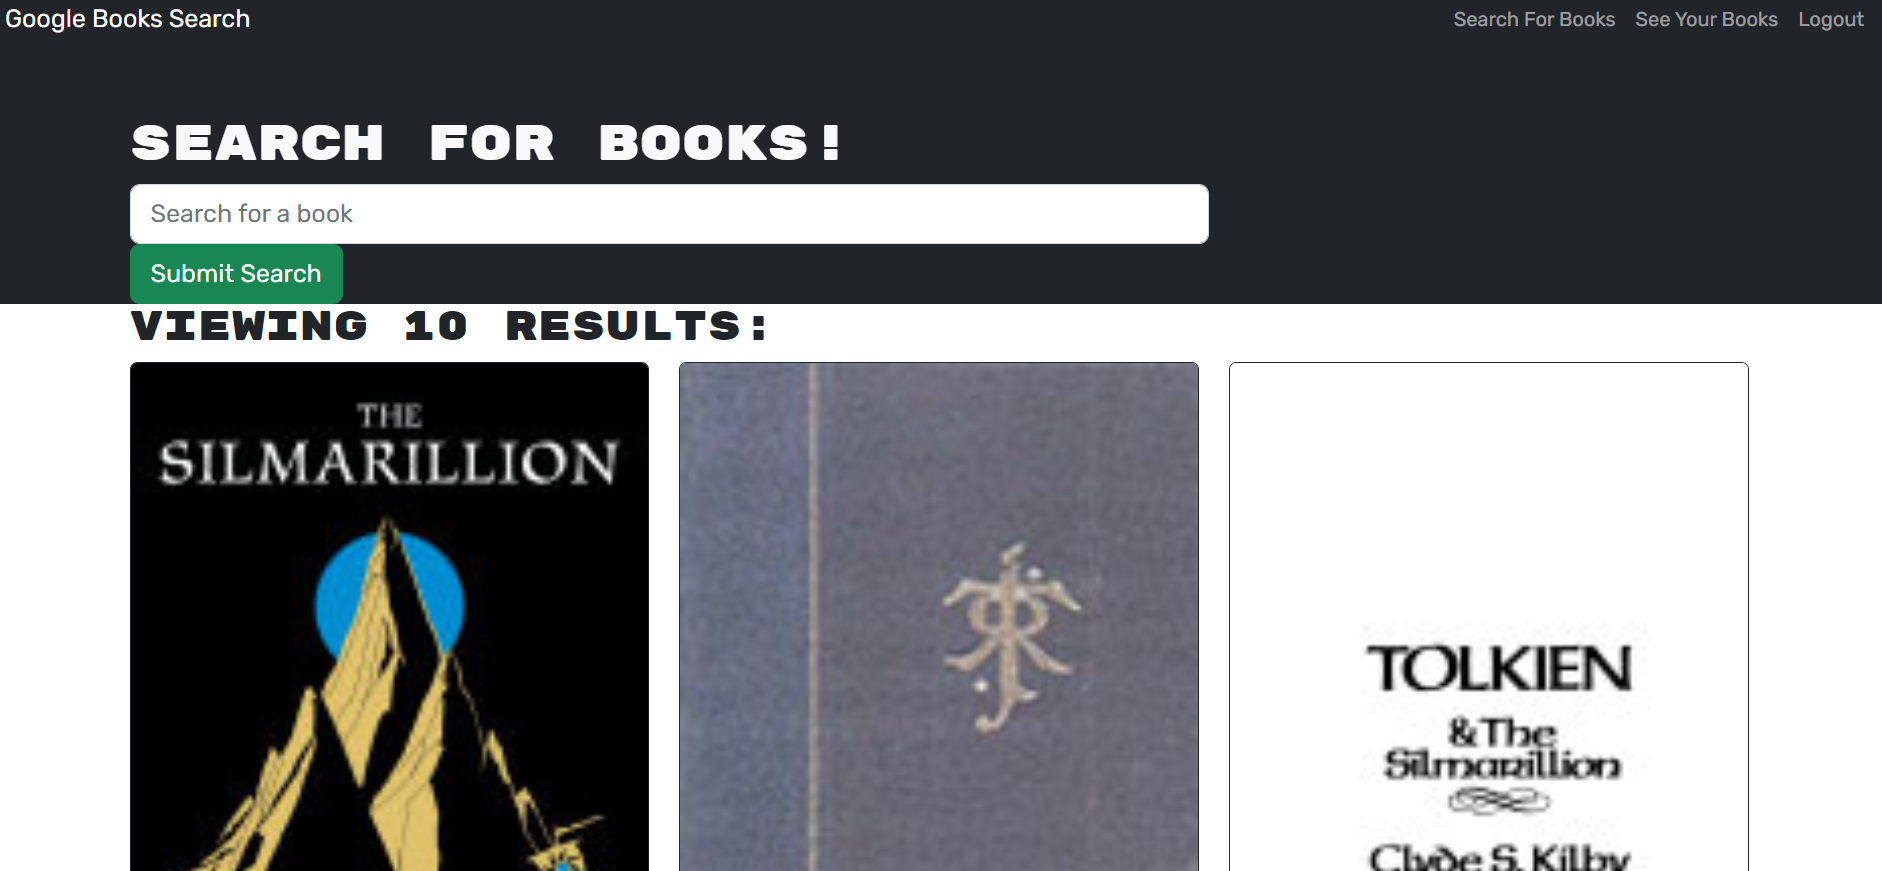 Google Books Search
Search For Books
See Your Books
Logout
SEARCH FOR BOOKS!
Search for a book
Submit Search
VIEWING 10 RESULTS:
THE
SILMARILLION
TOLKIEN
& The
Silmarillion
Clyde S. Kilby